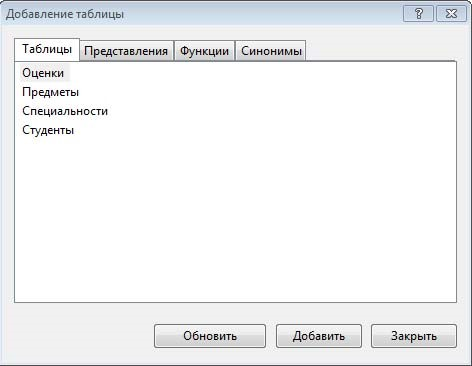 Добавление таблицы
Таблицы Представления Функции Синонимы
Оценки
Предметы
Специальности
Студенты
Обновить Добавить Закрыть